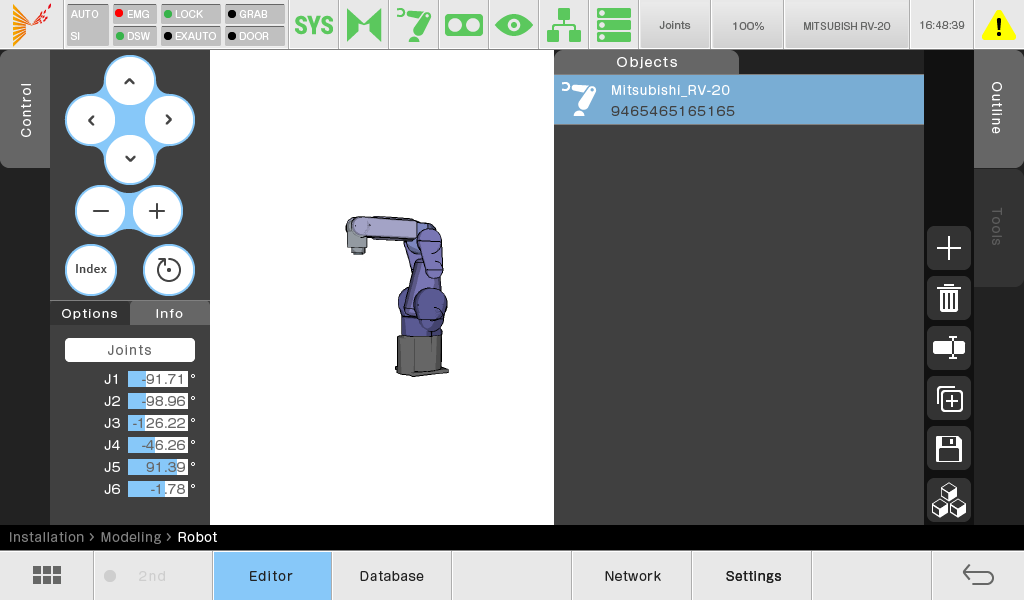 AUTO EMG LOCK GRAB
SI DSW EXAUTO DOOR
SYS
Joints
100%
MITSUBISH RV-20
16:48:39
Control
Index
Options Info
Joints
J1 -91.71 °
J2 -98.96 °
J3 -126.22 °
J4 -46.26 °
J5 91.39 °
J6 -1.78 °
Objects
Mitsubishi_RV-20
9465465165165
Outline
Tools
Installation > Modeling > Robot
2nd Editor Database Network Settings